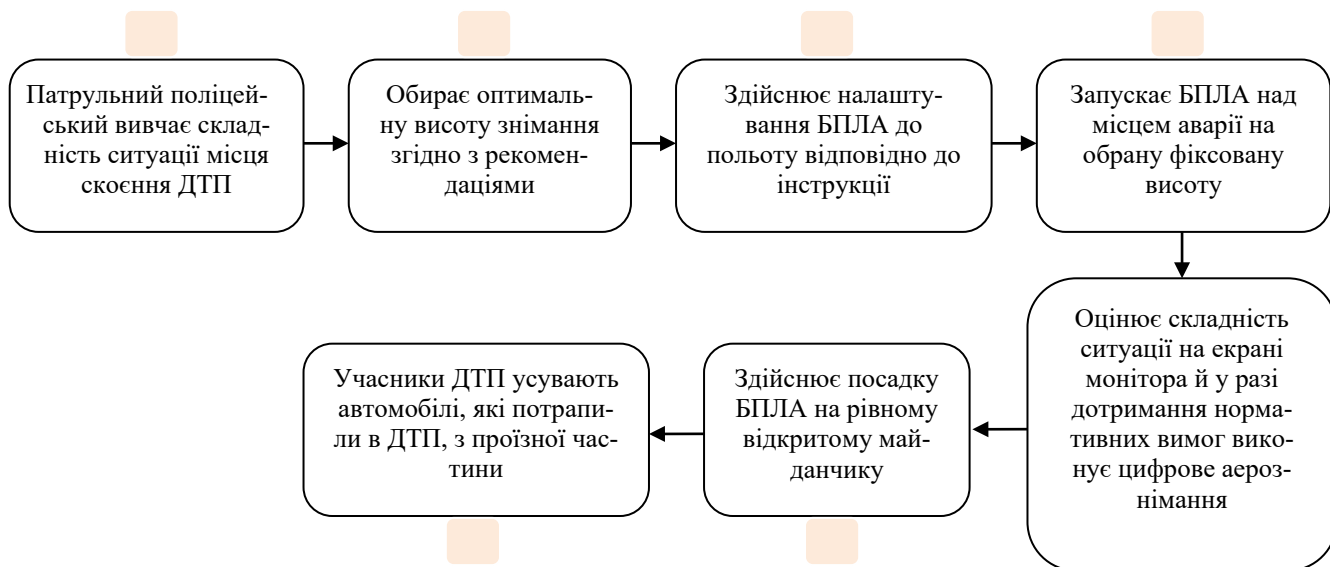 Патрульний поліцей-
ський вивчає склад-
ність ситуації місця
скоєння ДТП
Обирає оптималь-
ну висоту знімання
згідно з рекомен-
даціями
Здійснює налашту-
вання БПЛА до
польоту відповідно до
інструкції
Запускає БПЛА над
місцем аварії на
обрану фіксовану
висоту
Оцінює складність
ситуації на екрані
монітора й у разі
дотримання норма-
тивних вимог вико-
нує цифрове аероз-
німання
Здійснює посадку
БПЛА на рівному
відкритому май-
данчику
Учасники ДТП усувають
автомобілі, які потрапи-
ли в ДТП, з проїзної час-
тини